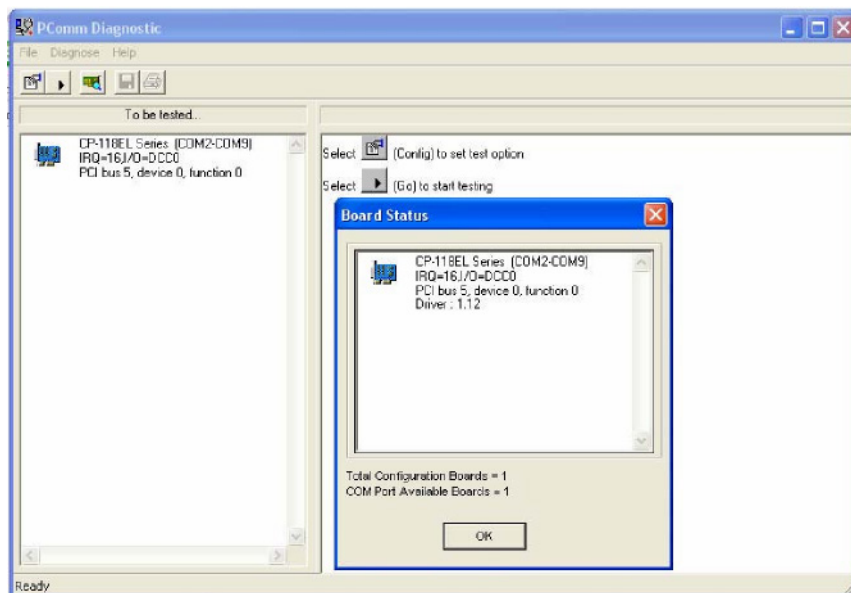 PComm Diagnostic
File Diagnose Help
To be tested...
CP-118EL Series (COM2-COM9)
IRQ=16,I/O=DCC0
PCI bus 5, device 0, function 0
Select (Config) to set test option
Select (Go) to start testing
Board Status
CP-118EL Series (COM2-COM9)
IRQ=16,I/O=DCC0
PCI bus 5, device 0, function 0
Driver : 1.12
Total Configuration Boards = 1
COM Port Available Boards = 1
OK
Ready